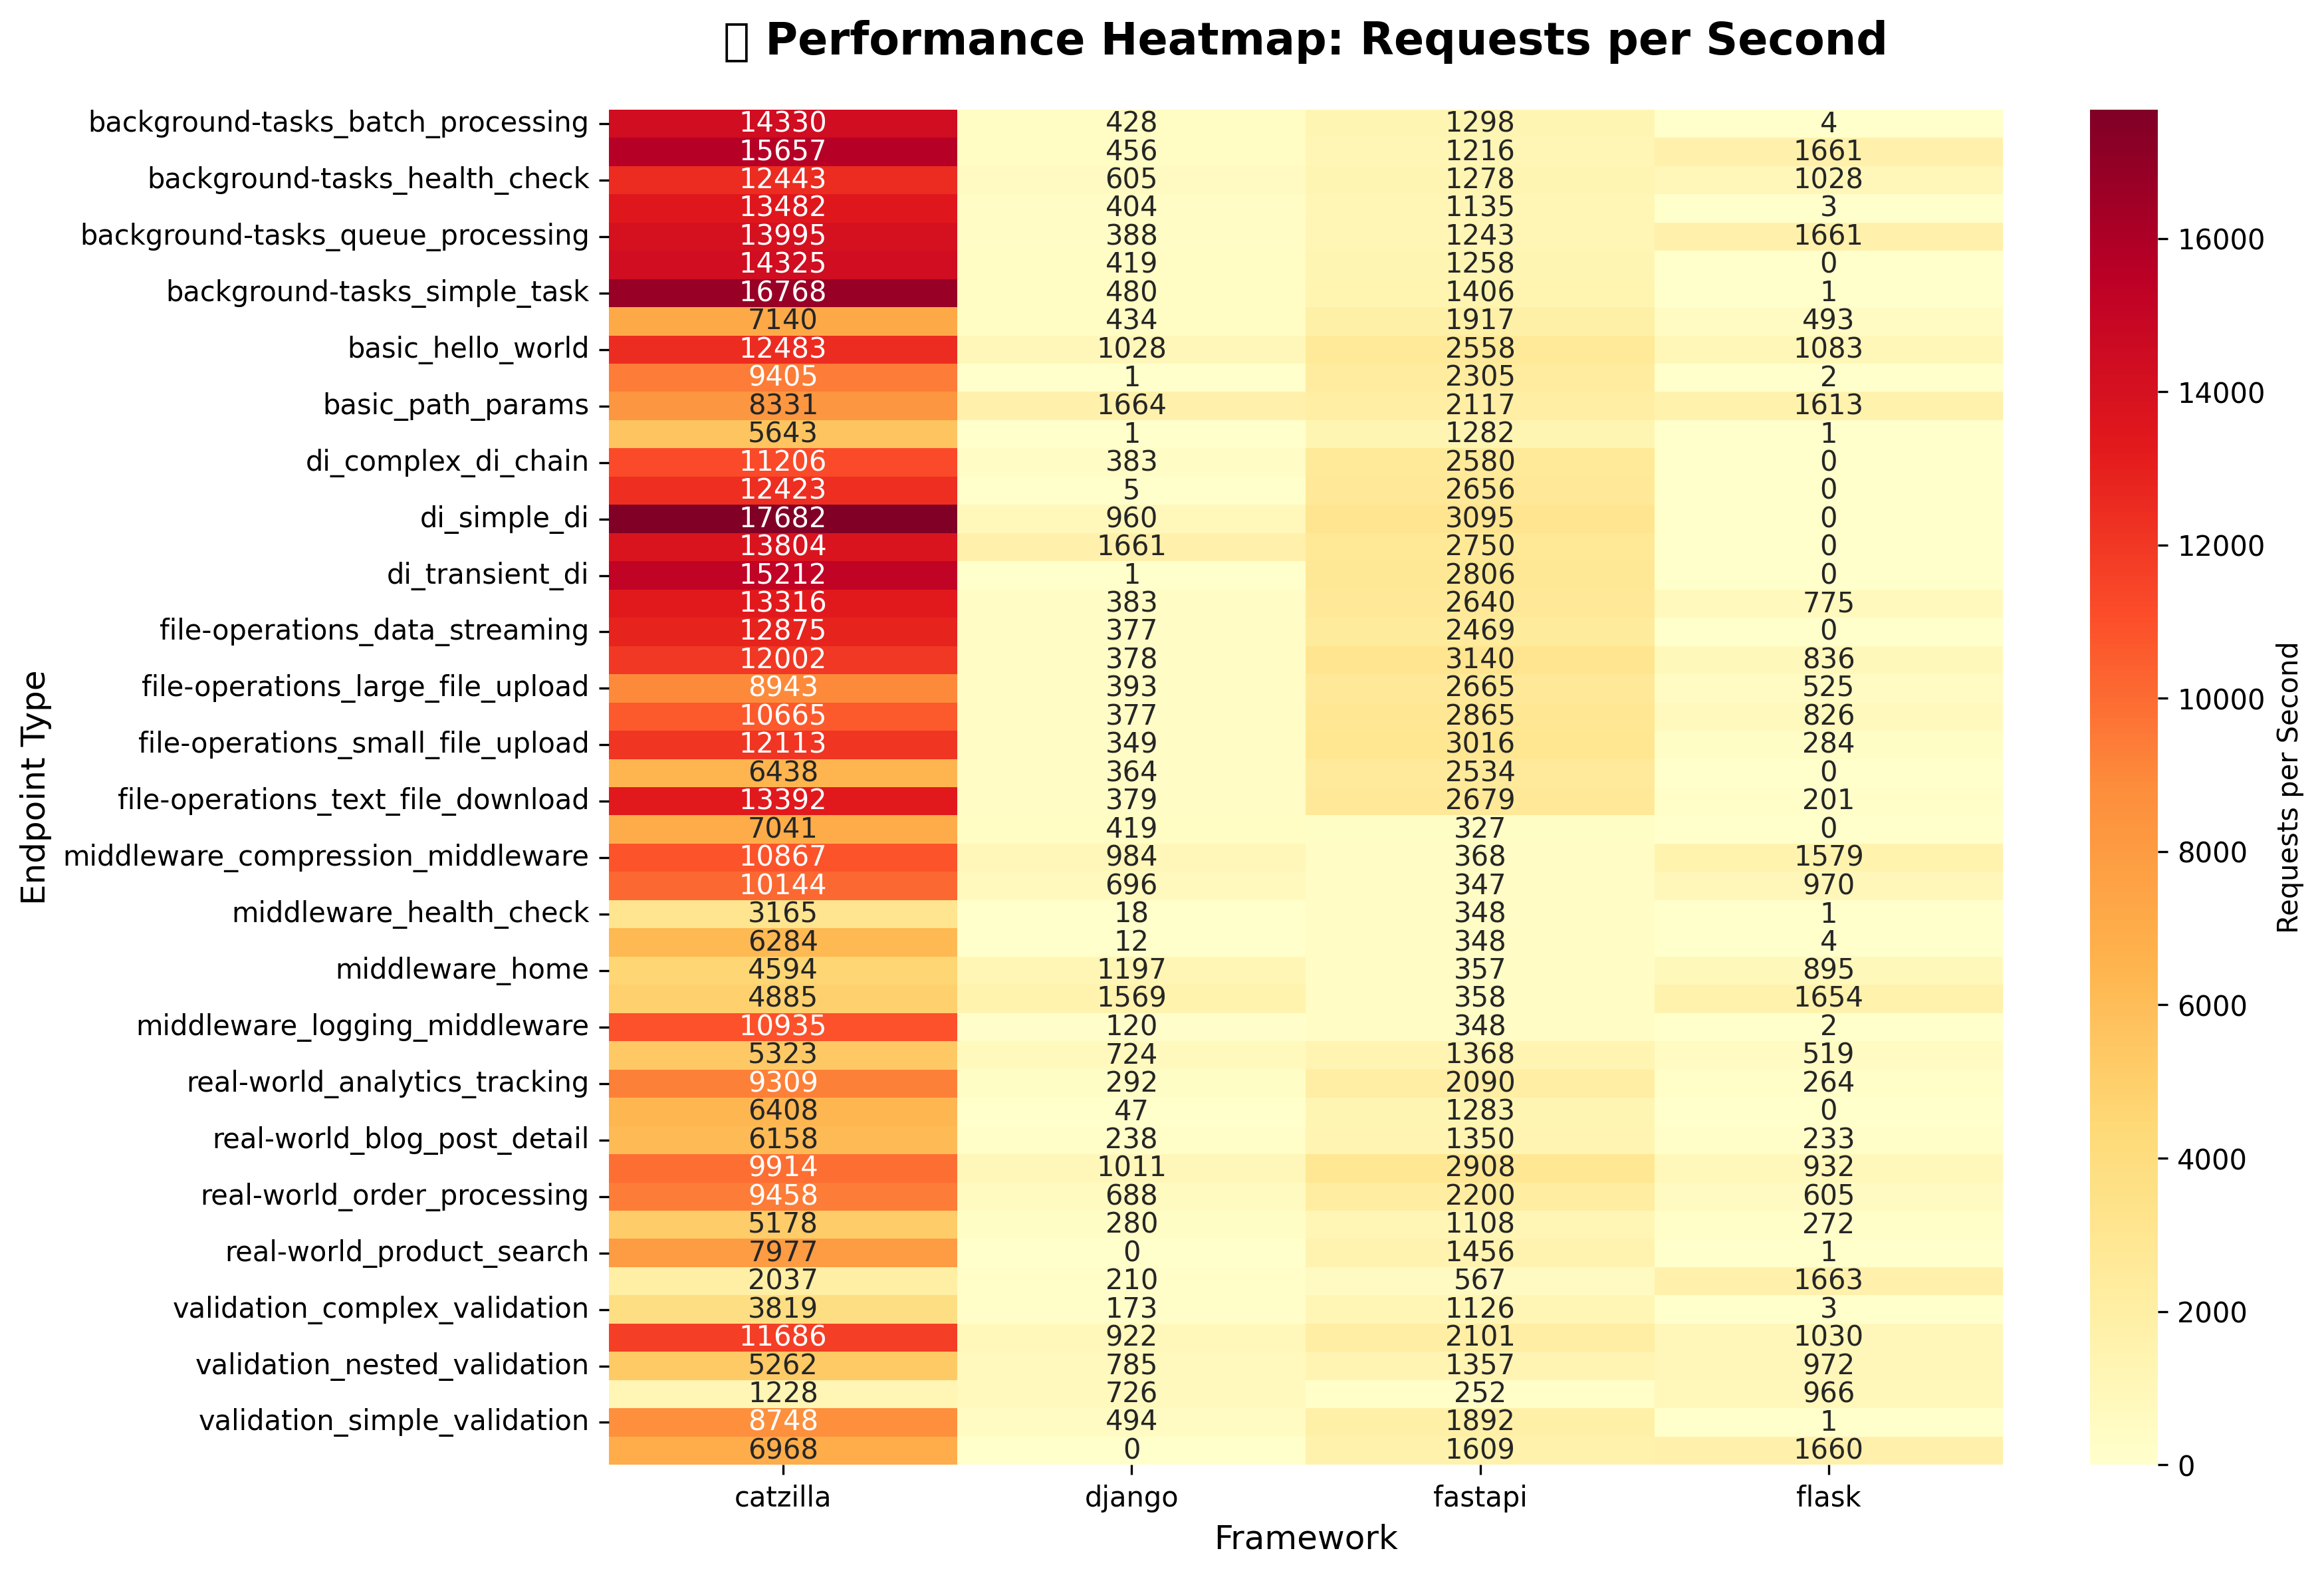 ▯ Performance Heatmap: Requests per Second
background-tasks_batch_processing 14330 428 1298 4
15657 456 1216 1661
background-tasks_health_check 12443 605 1278 1028
13482 404 1135 3
background-tasks_queue_processing 13995 388 1243 1661
14325 419 1258 0
background-tasks_simple_task 16768 480 1406 1
7140 434 1917 493
basic_hello_world 12483 1028 2558 1083
9405 1 2305 2
basic_path_params 8331 1664 2117 1613
5643 1 1282 1
di_complex_di_chain 11206 383 2580 0
12423 5 2656 0
di_simple_di 17682 960 3095 0
13804 1661 2750 0
di_transient_di 15212 1 2806 0
13316 383 2640 775
file-operations_data_streaming 12875 377 2469 0
12002 378 3140 836
file-operations_large_file_upload 8943 393 2665 525
10665 377 2865 826
file-operations_small_file_upload 12113 349 3016 284
6438 364 2534 0
file-operations_text_file_download 13392 379 2679 201
7041 419 327 0
middleware_compression_middleware 10867 984 368 1579
10144 696 347 970
middleware_health_check 3165 18 348 1
6284 12 348 4
middleware_home 4594 1197 357 895
4885 1569 358 1654
middleware_logging_middleware 10935 120 348 2
5323 724 1368 519
real-world_analytics_tracking 9309 292 2090 264
6408 47 1283 0
real-world_blog_post_detail 6158 238 1350 233
9914 1011 2908 932
real-world_order_processing 9458 688 2200 605
5178 280 1108 272
real-world_product_search 7977 0 1456 1
2037 210 567 1663
validation_complex_validation 3819 173 1126 3
11686 922 2101 1030
validation_nested_validation 5262 785 1357 972
1228 726 252 966
validation_simple_validation 8748 494 1892 1
6968 0 1609 1660
catzilla django fastapi flask
Framework
Endpoint Type
16000
14000
12000
10000
8000
6000
4000
2000
0
Requests per Second